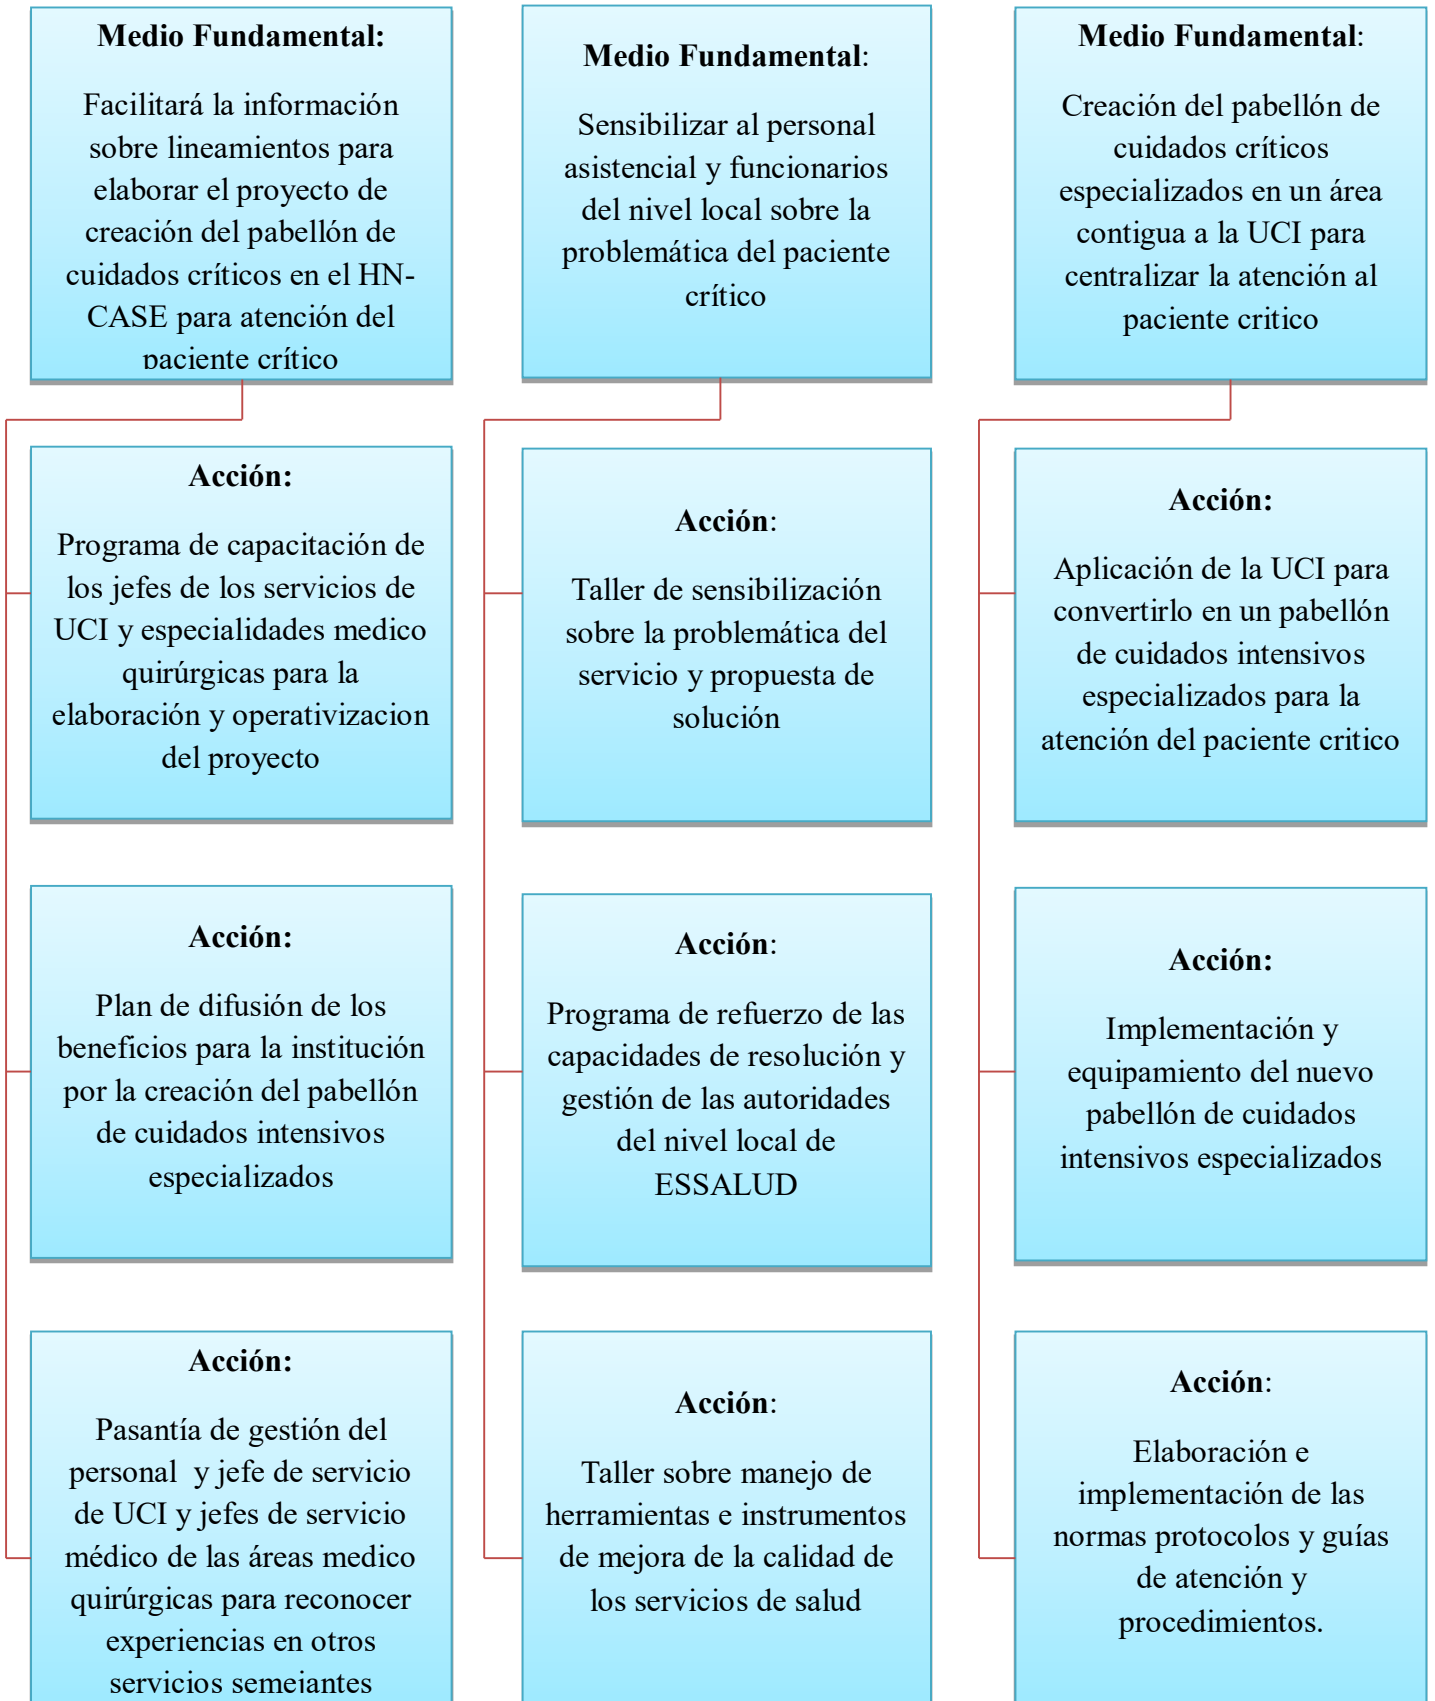 Medio Fundamental:
Facilitará la información
sobre lineamientos para
elaborar el proyecto de
creación del pabellón de
cuidados críticos en el HN-
CASE para atención del
paciente crítico
Acción:
Programa de capacitación de
los jefes de los servicios de
UCI y especialidades medico
quirúrgicas para la
elaboración y operativizacion
del proyecto
Acción:
Plan de difusión de los
beneficios para la institución
por la creación del pabellón
de cuidados intensivos
especializados
Acción:
Pasantía de gestión del
personal y jefe de servicio
de UCI y jefes de servicio
médico de las áreas medico
quirúrgicas para reconocer
experiencias en otros
servicios semejantes
Medio Fundamental:
Sensibilizar al personal
asistencial y funcionarios
del nivel local sobre la
problemática del paciente
crítico
Acción:
Taller de sensibilización
sobre la problemática del
servicio y propuesta de
solución
Acción:
Programa de refuerzo de las
capacidades de resolución y
gestión de las autoridades
del nivel local de
ESSALUD
Acción:
Taller sobre manejo de
herramientas e instrumentos
de mejora de la calidad de
los servicios de salud
Medio Fundamental:
Creación del pabellón de
cuidados críticos
especializados en un área
contigua a la UCI para
centralizar la atención al
paciente critico
Acción:
Aplicación de la UCI para
convertirlo en un pabellón
de cuidados intensivos
especializados para la
atención del paciente critico
Acción:
Implementación y
equipamiento del nuevo
pabellón de cuidados
intensivos especializados
Acción:
Elaboración e
implementación de las
normas protocolos y guías
de atención y
procedimientos.